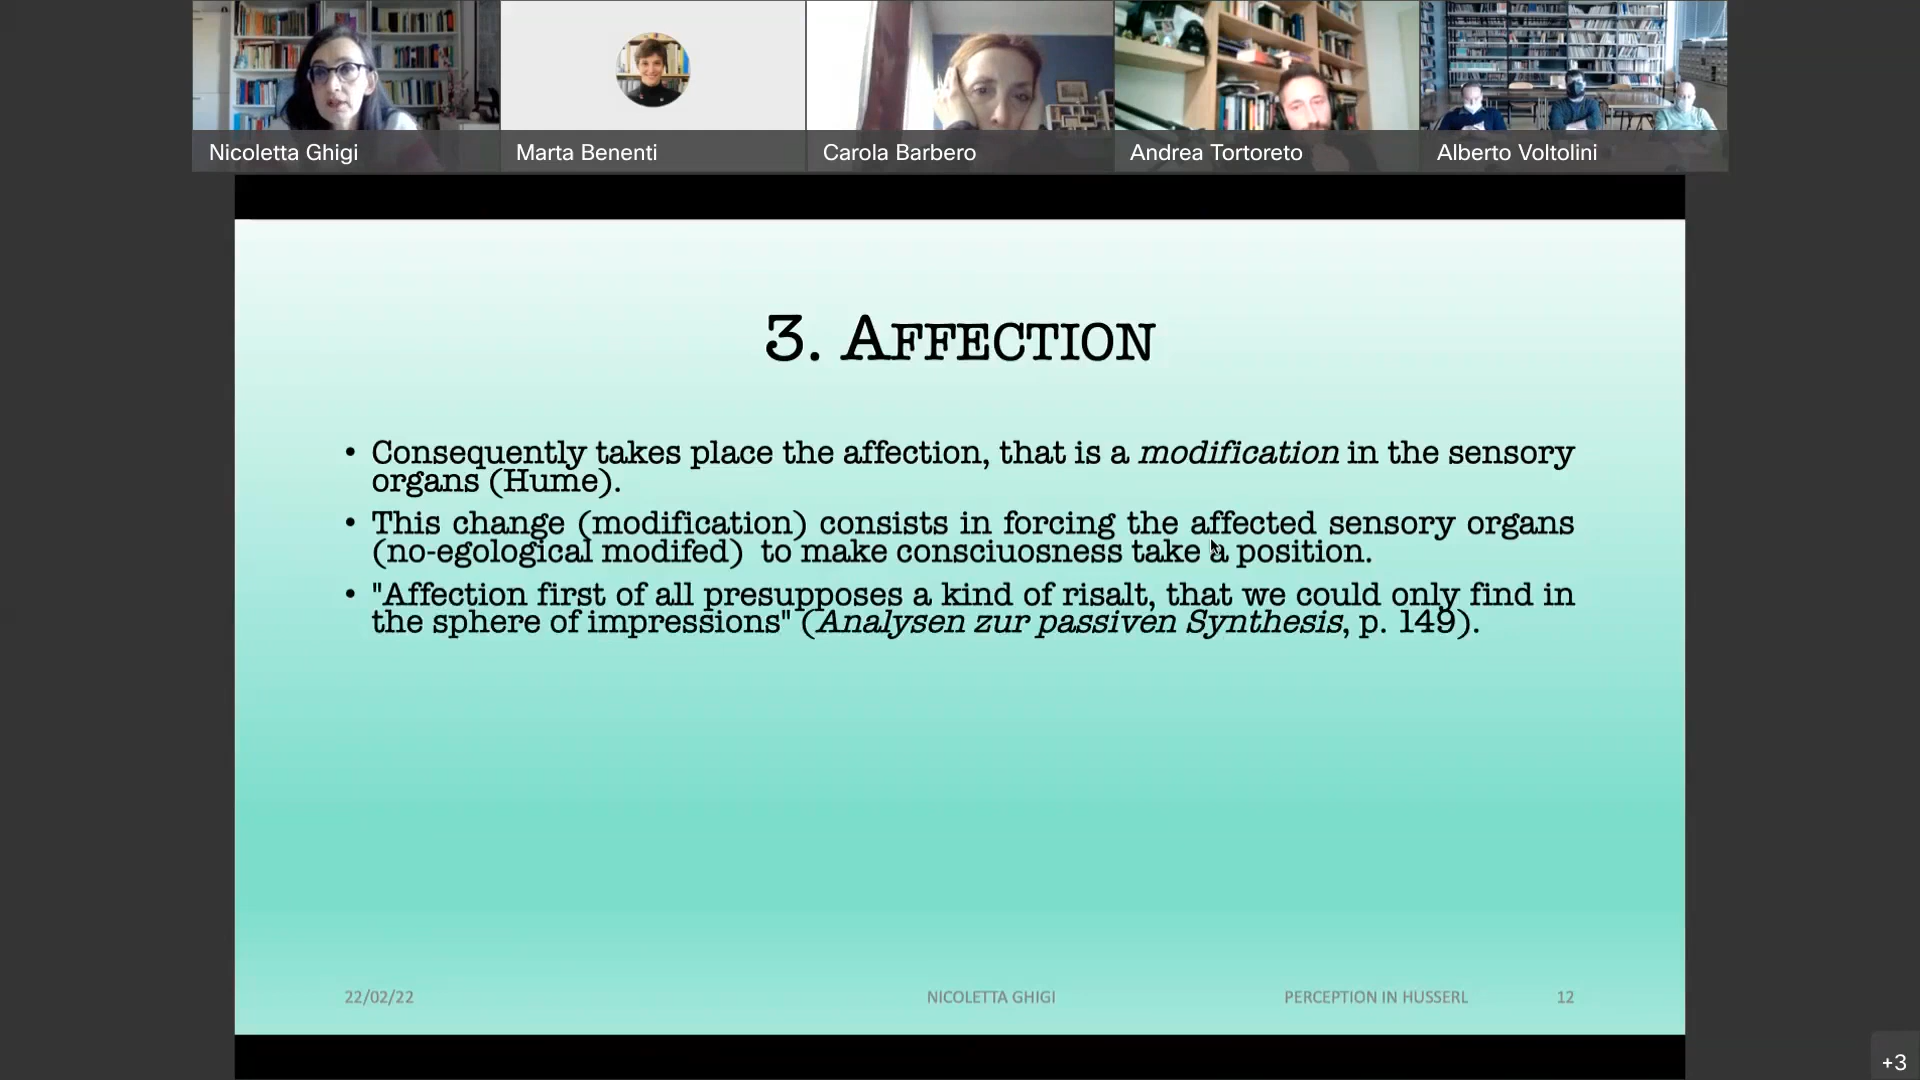 Nicoletta Ghigi
Marta Benenti
Carola Barbero
Andrea Tortoreto
Alberto Voltolini
3. AFFECTION
• Consequently takes place the affection, that is a modification in the sensory
organs (Hume).
• This change (modification) consists in forcing the affected sensory organs
(no-egological modifed) to make consciuosness take a position.
• "Affection first of all presupposes a kind of risalt, that we could only find in
the sphere of impressions" (Analysen zur passiven Synthesis, p. 149).
22/02/22
NICOLETTA GHIGI
PERCEPTION IN HUSSERL
12
+3